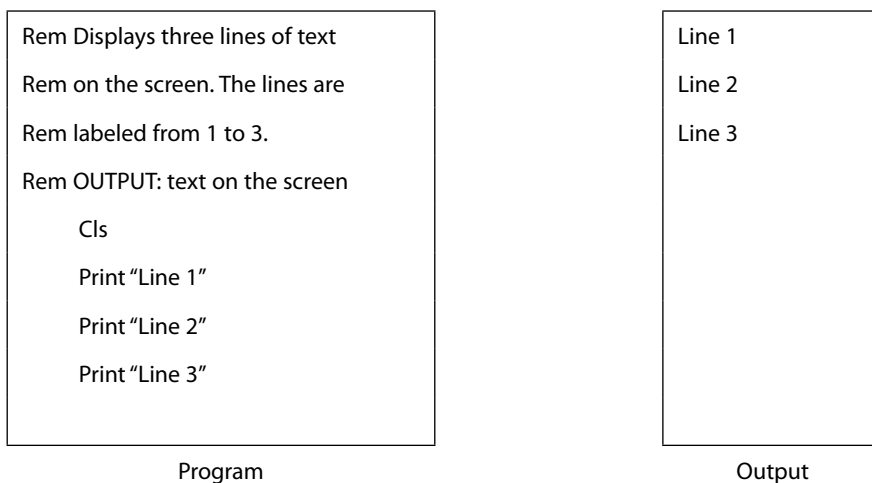 Rem Displays three lines of text
Rem on the screen. The lines are
Rem labeled from 1 to 3.
Rem OUTPUT: text on the screen
Cls
Print “Line 1”
Print “Line 2”
Print “Line 3”
Program
Line 1
Line 2
Line 3
Output